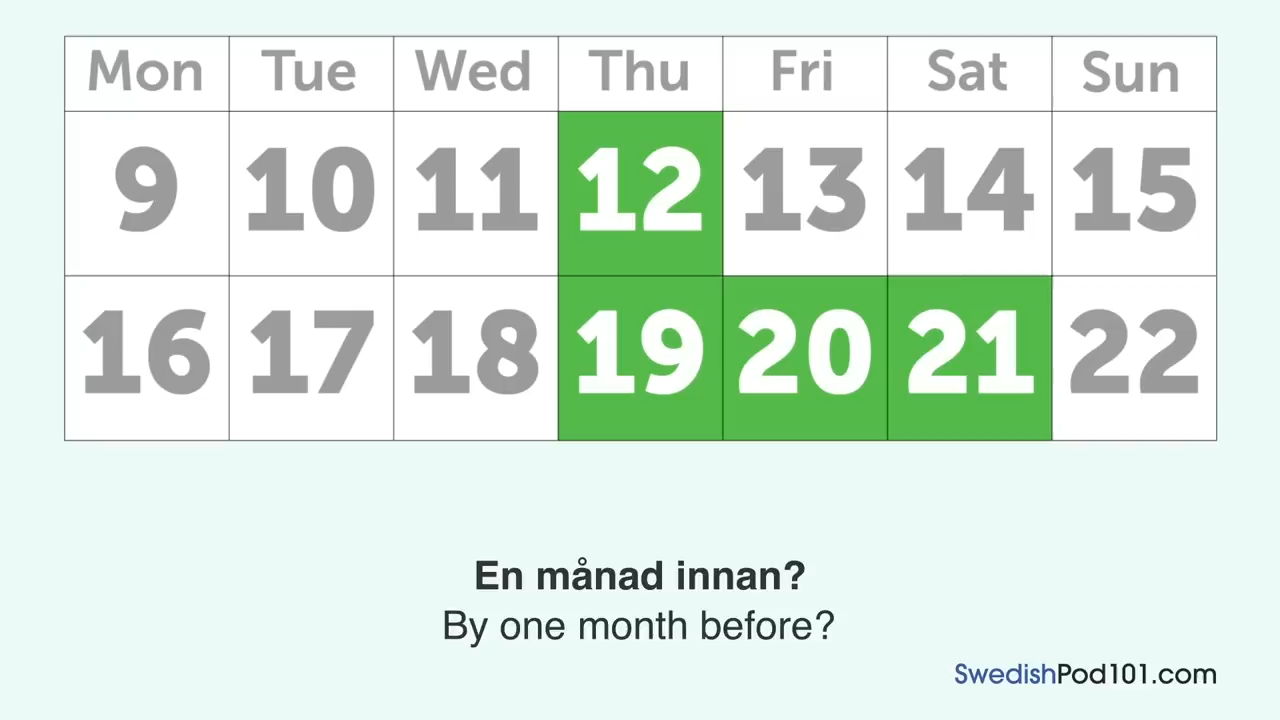 Mon Tue Wed Thu Fri Sat Sun
9 10 11 12 13 14 15
16 17 18 19 20 21 22
En månad innan?
By one month before?
SwedishPod101.com